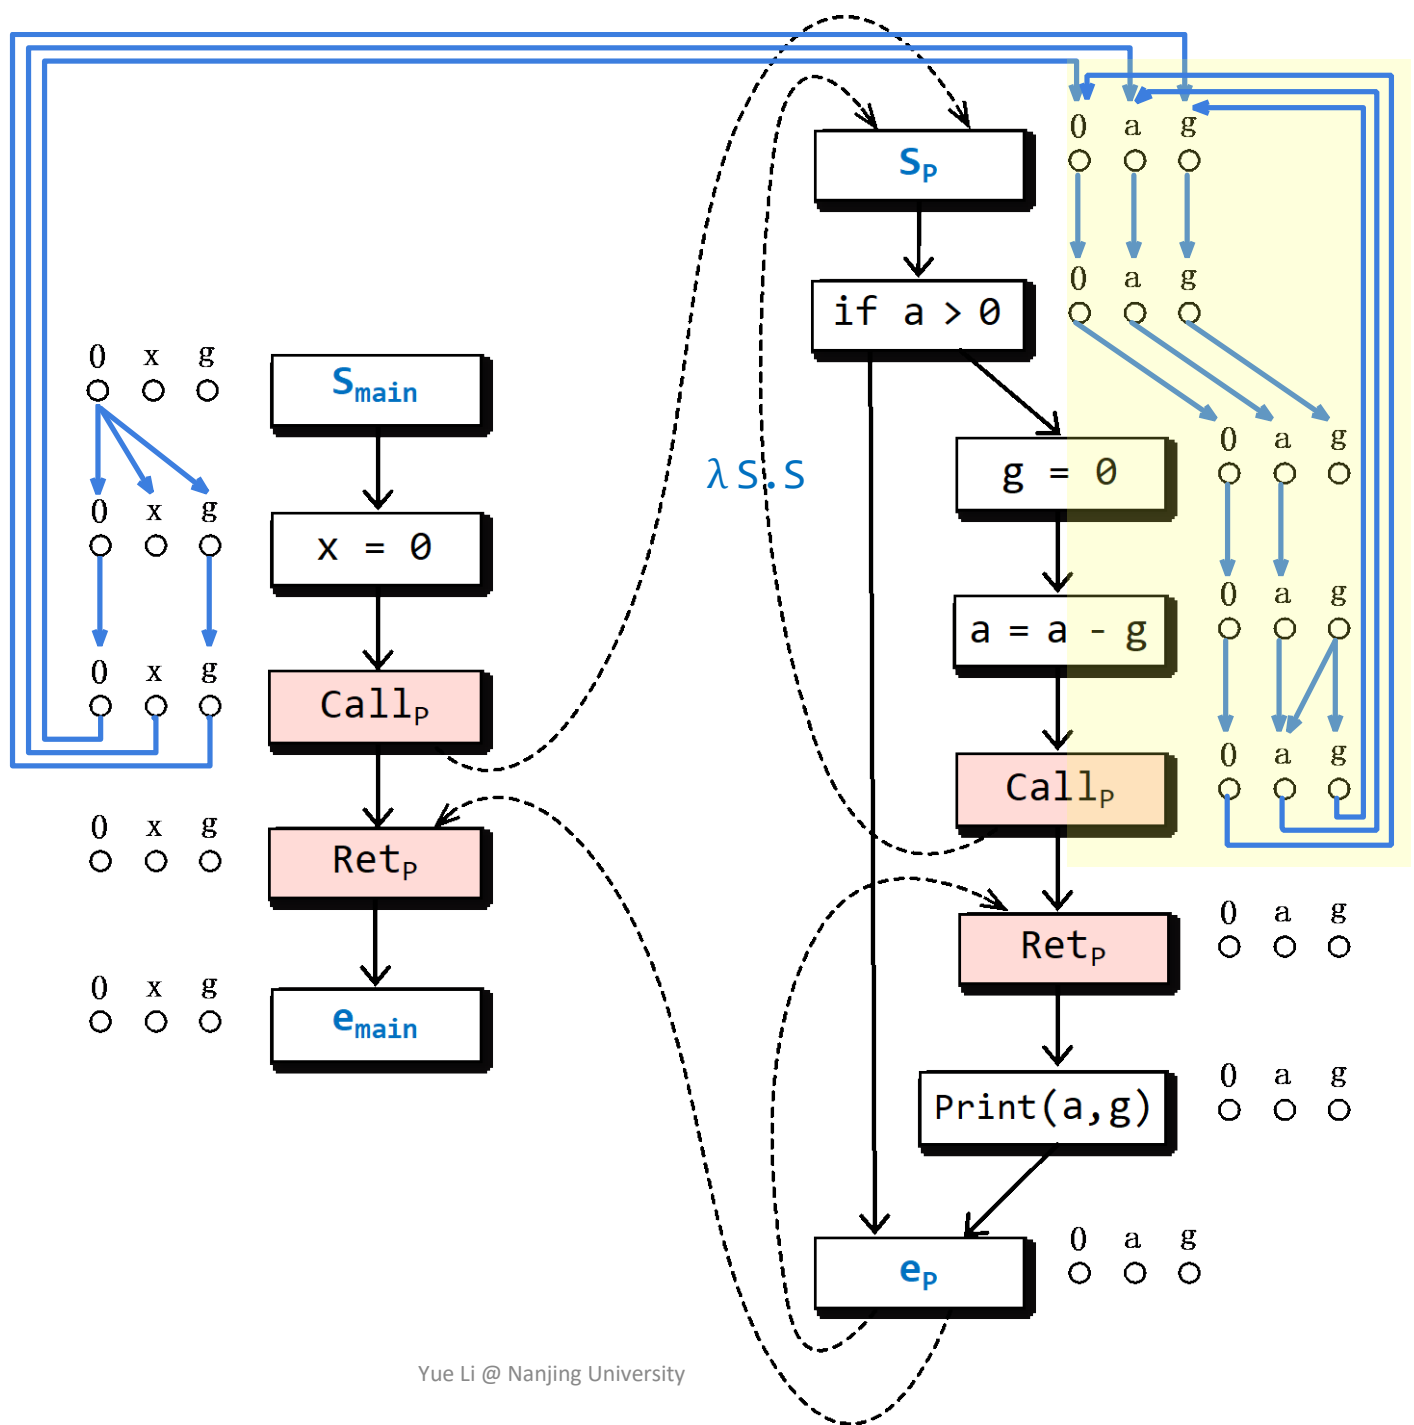 0 a g
S_P
0 a g
if a > 0
0 x g
S_main
0 a g
λS.S
g = 0
0 x g
x = 0
0 a g
a = a - g
0 x g
Call_P
0 a g
Call_P
0 x g
Ret_P
0 a g
Ret_P
0 x g
e_main
0 a g
Print(a,g)
0 a g
e_P
Yue Li @ Nanjing University